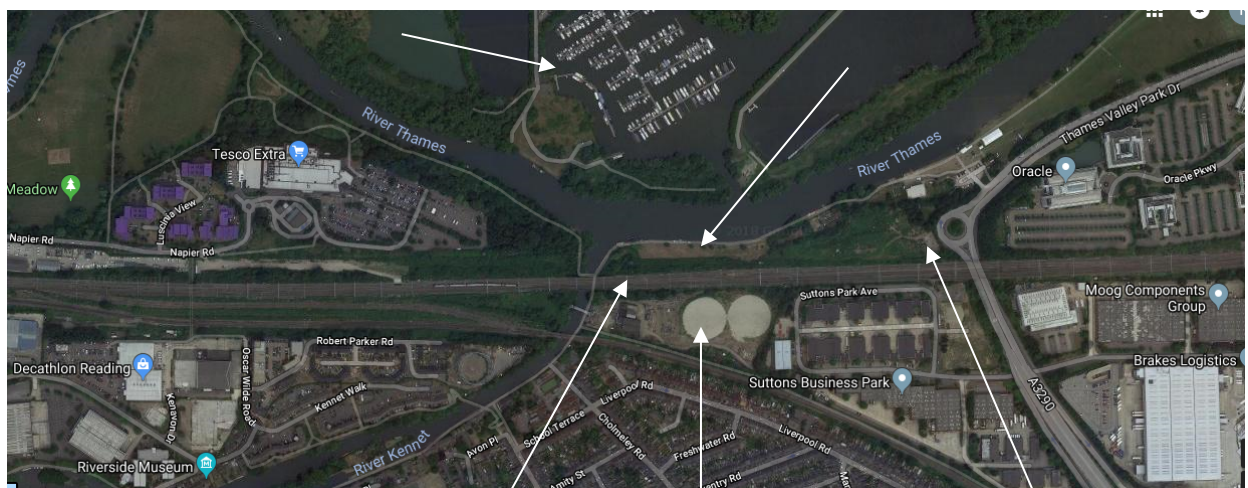 River Thames
Thames Valley Park Dr
Tesco Extra
River Thames
Oracle
Oracle Pkwy
Meadow
Luscinia View
Napier Rd
Napier Rd
Suttons Park Ave
Moog Components
Group
Robert Parker Rd
Oscar Wilde Road
Decathlon Reading
Brakes Logistics
Kennet Walk
Liverpool Rd
Suttons Business Park
A3290
Kenavon Dr
School Terrace
Cholmeley Rd
Liverpool Rd
River Kennet
Avon Pl
Freshwater Rd
Riverside Museum
Amity St